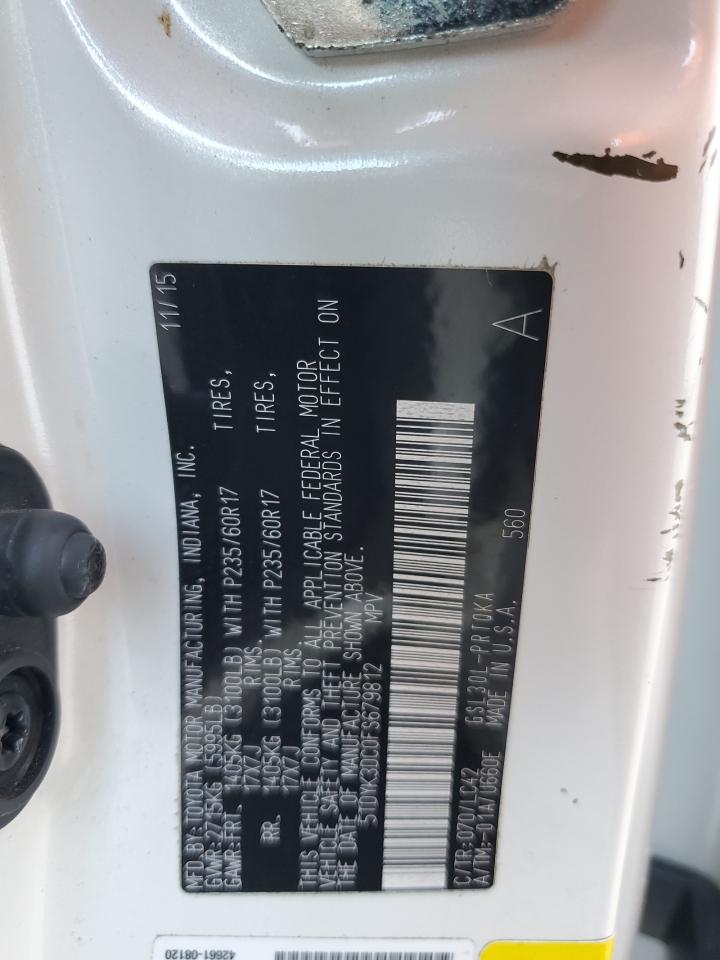 MFD.BY:TOYOTA MOTOR MANUFACTURING, INDIANA, INC. 11/15
GVWR:2715KG (5995LB)
GAWR:FRT. 1405KG (3100LB) WITH P235/60R17 TIRES,
17X7J RIMS.
RR. 1405KG (3100LB) WITH P235/60R17 TIRES,
17X7J RIMS.
THIS VEHICLE CONFORMS TO ALL APPLICABLE FEDERAL MOTOR
VEHICLE SAFETY AND THEFT PREVENTION STANDARDS IN EFFECT ON
THE DATE OF MANUFACTURE SHOWN ABOVE.
5TDYK3DC0FS679812 MPV
C/TR:070/LC42 GSL30L-PRTOKA 560 A
A/TM:-01A/U660E MADE IN U.S.A.
42661-08120